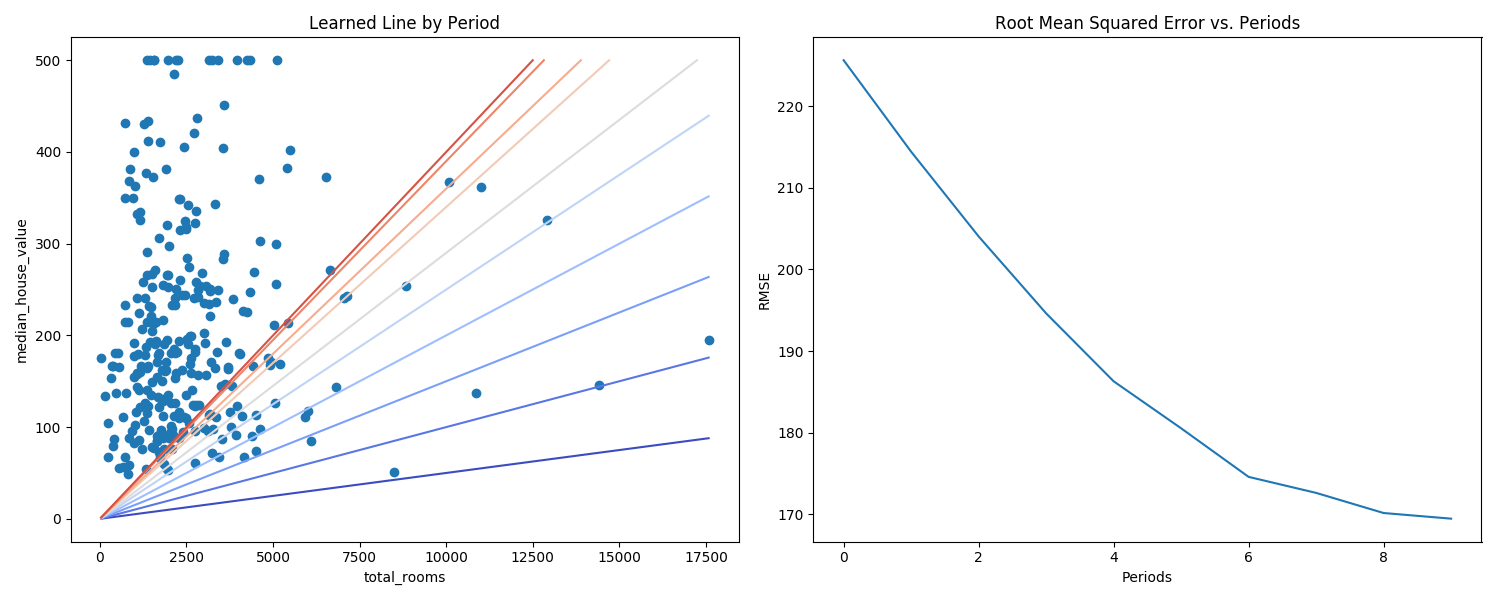 Learned Line by Period
500
400
300
200
100
0
median_house_value
0 2500 5000 7500 10000 12500 15000 17500
total_rooms
Root Mean Squared Error vs. Periods
220
210
200
190
180
170
RMSE
0 2 4 6 8
Periods